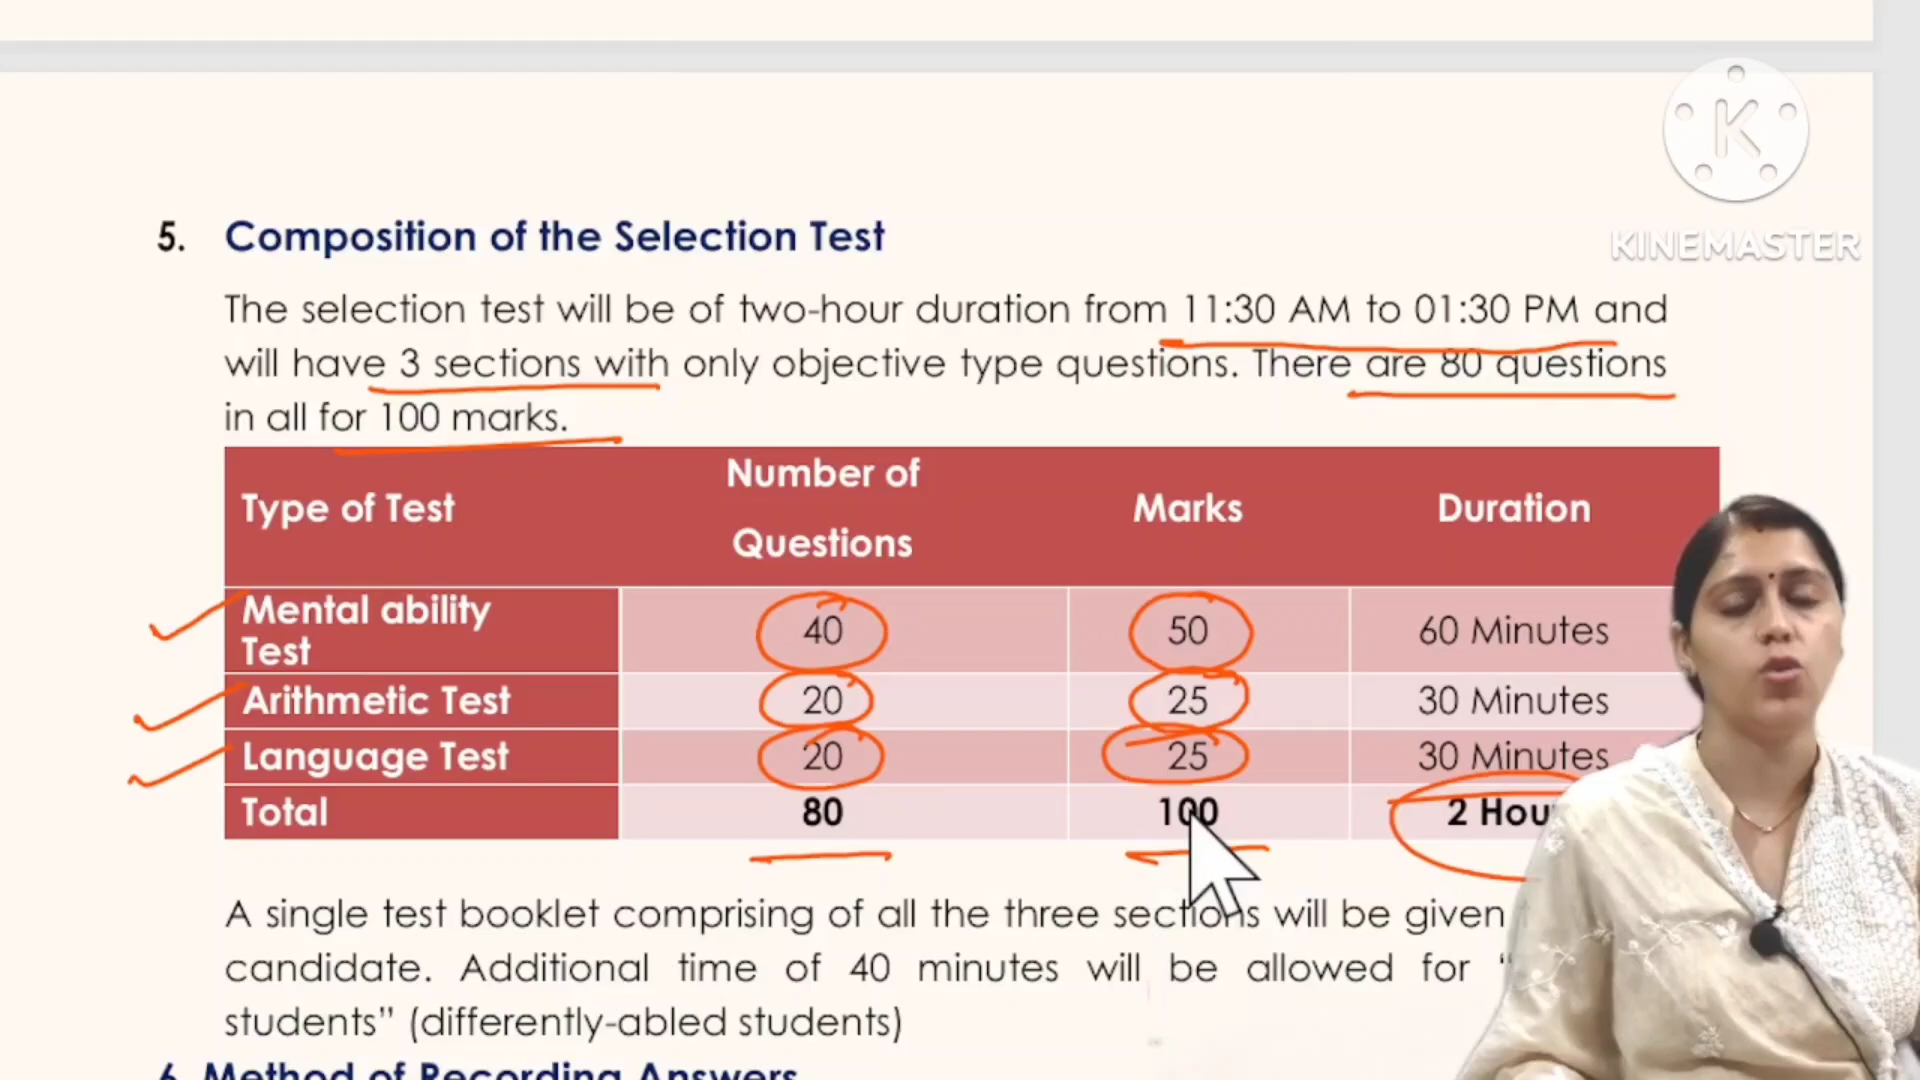 K
KINEMASTER
5. Composition of the Selection Test
The selection test will be of two-hour duration from 11:30 AM to 01:30 PM and
will have 3 sections with only objective type questions. There are 80 questions
in all for 100 marks.
Type of Test Number of Questions Marks Duration
Mental ability Test 40 50 60 Minutes
Arithmetic Test 20 25 30 Minutes
Language Test 20 25 30 Minutes
Total 80 100 2 Hou
A single test booklet comprising of all the three sections will be given
candidate. Additional time of 40 minutes will be allowed for “
students” (differently-abled students)
6. Method of Recording Answers